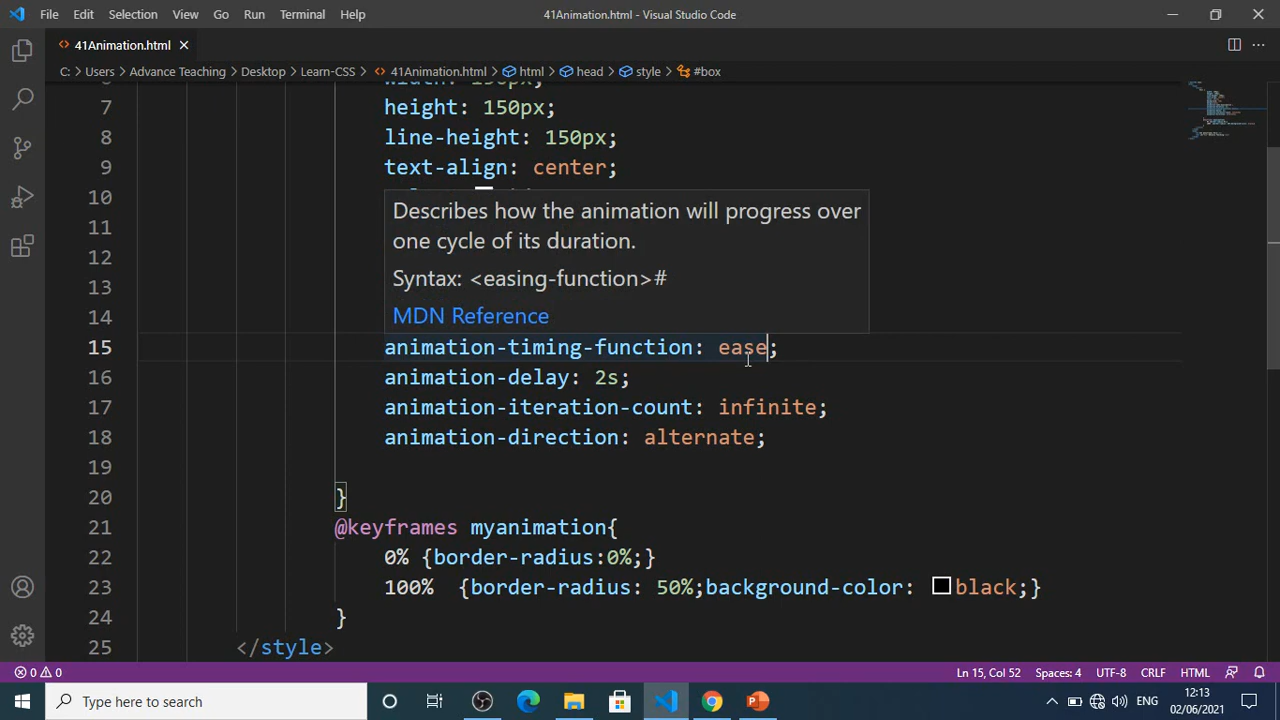 File Edit Selection View Go Run Terminal Help 41Animation.html - Visual Studio Code
41Animation.html
C: > Users > Advance Teaching > Desktop > Learn-CSS > 41Animation.html > html > head > style > #box
7 height: 150px;
8 line-height: 150px;
9 text-align: center;
10
Describes how the animation will progress over
one cycle of its duration.
Syntax: <easing-function>#
MDN Reference
11
12
13
14
15 animation-timing-function: ease;
16 animation-delay: 2s;
17 animation-iteration-count: infinite;
18 animation-direction: alternate;
19
20 }
21 @keyframes myanimation{
22 0% {border-radius:0%;}
23 100% {border-radius: 50%;background-color: black;}
24 }
25 </style>
0 0 Ln 15, Col 52 Spaces: 4 UTF-8 CRLF HTML
Type here to search
ENG
12:13
02/06/2021